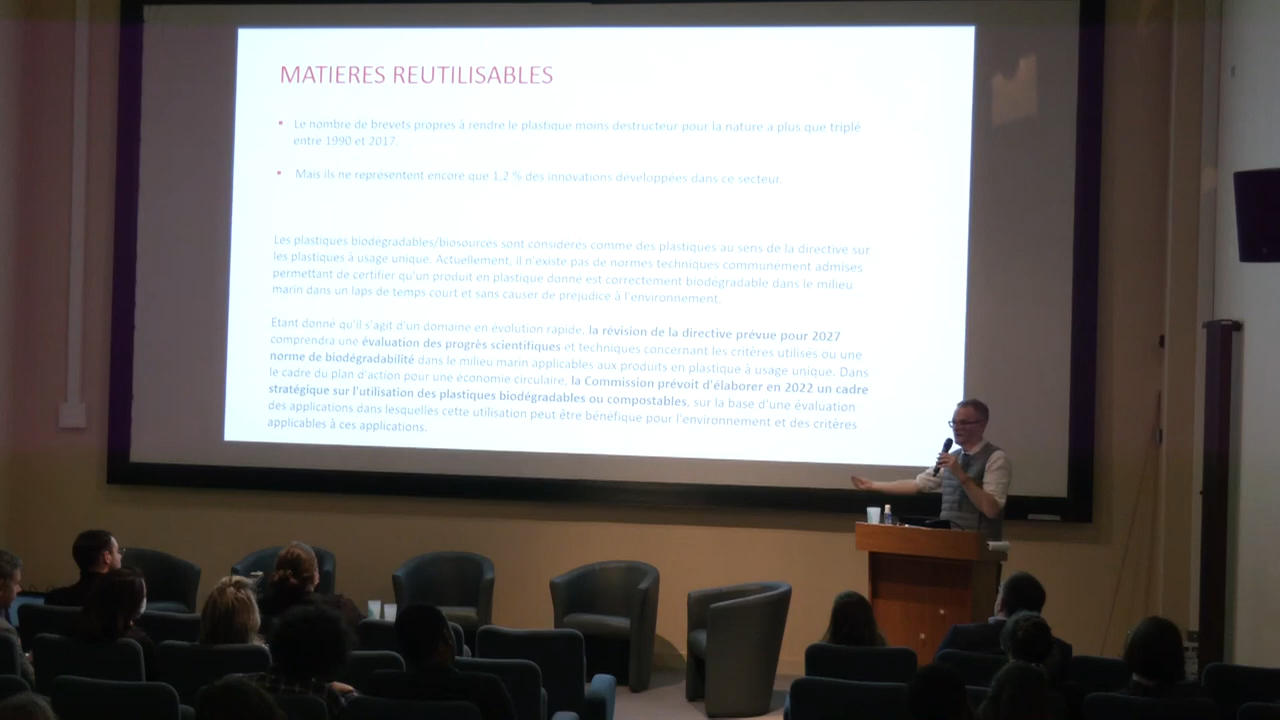 MATIERES REUTILISABLES
• Le nombre de brevets propres à rendre le plastique moins destructeur pour la nature a plus que triplé
entre 1990 et 2017.
• Mais ils ne représentent encore que 1,2 % des innovations développées dans ce secteur.
Les plastiques biodégradables/biosourcés sont considérés comme des plastiques au sens de la directive sur
les plastiques à usage unique. Actuellement, il n'existe pas de normes techniques communément admises
permettant de certifier qu'un produit en plastique donné est correctement biodégradable dans le milieu
marin dans un laps de temps court et sans causer de préjudice à l'environnement.
Etant donné qu'il s'agit d'un domaine en évolution rapide, la révision de la directive prévue pour 2027
comprendra une évaluation des progrès scientifiques et techniques concernant les critères utilisés ou une
norme de biodégradabilité dans le milieu marin applicables aux produits en plastique à usage unique. Dans
le cadre du plan d'action pour une économie circulaire, la Commission prévoit d'élaborer en 2022 un cadre
stratégique sur l'utilisation des plastiques biodégradables ou compostables, sur la base d'une évaluation
des applications dans lesquelles cette utilisation peut être bénéfique pour l'environnement et des critères
applicables à ces applications.